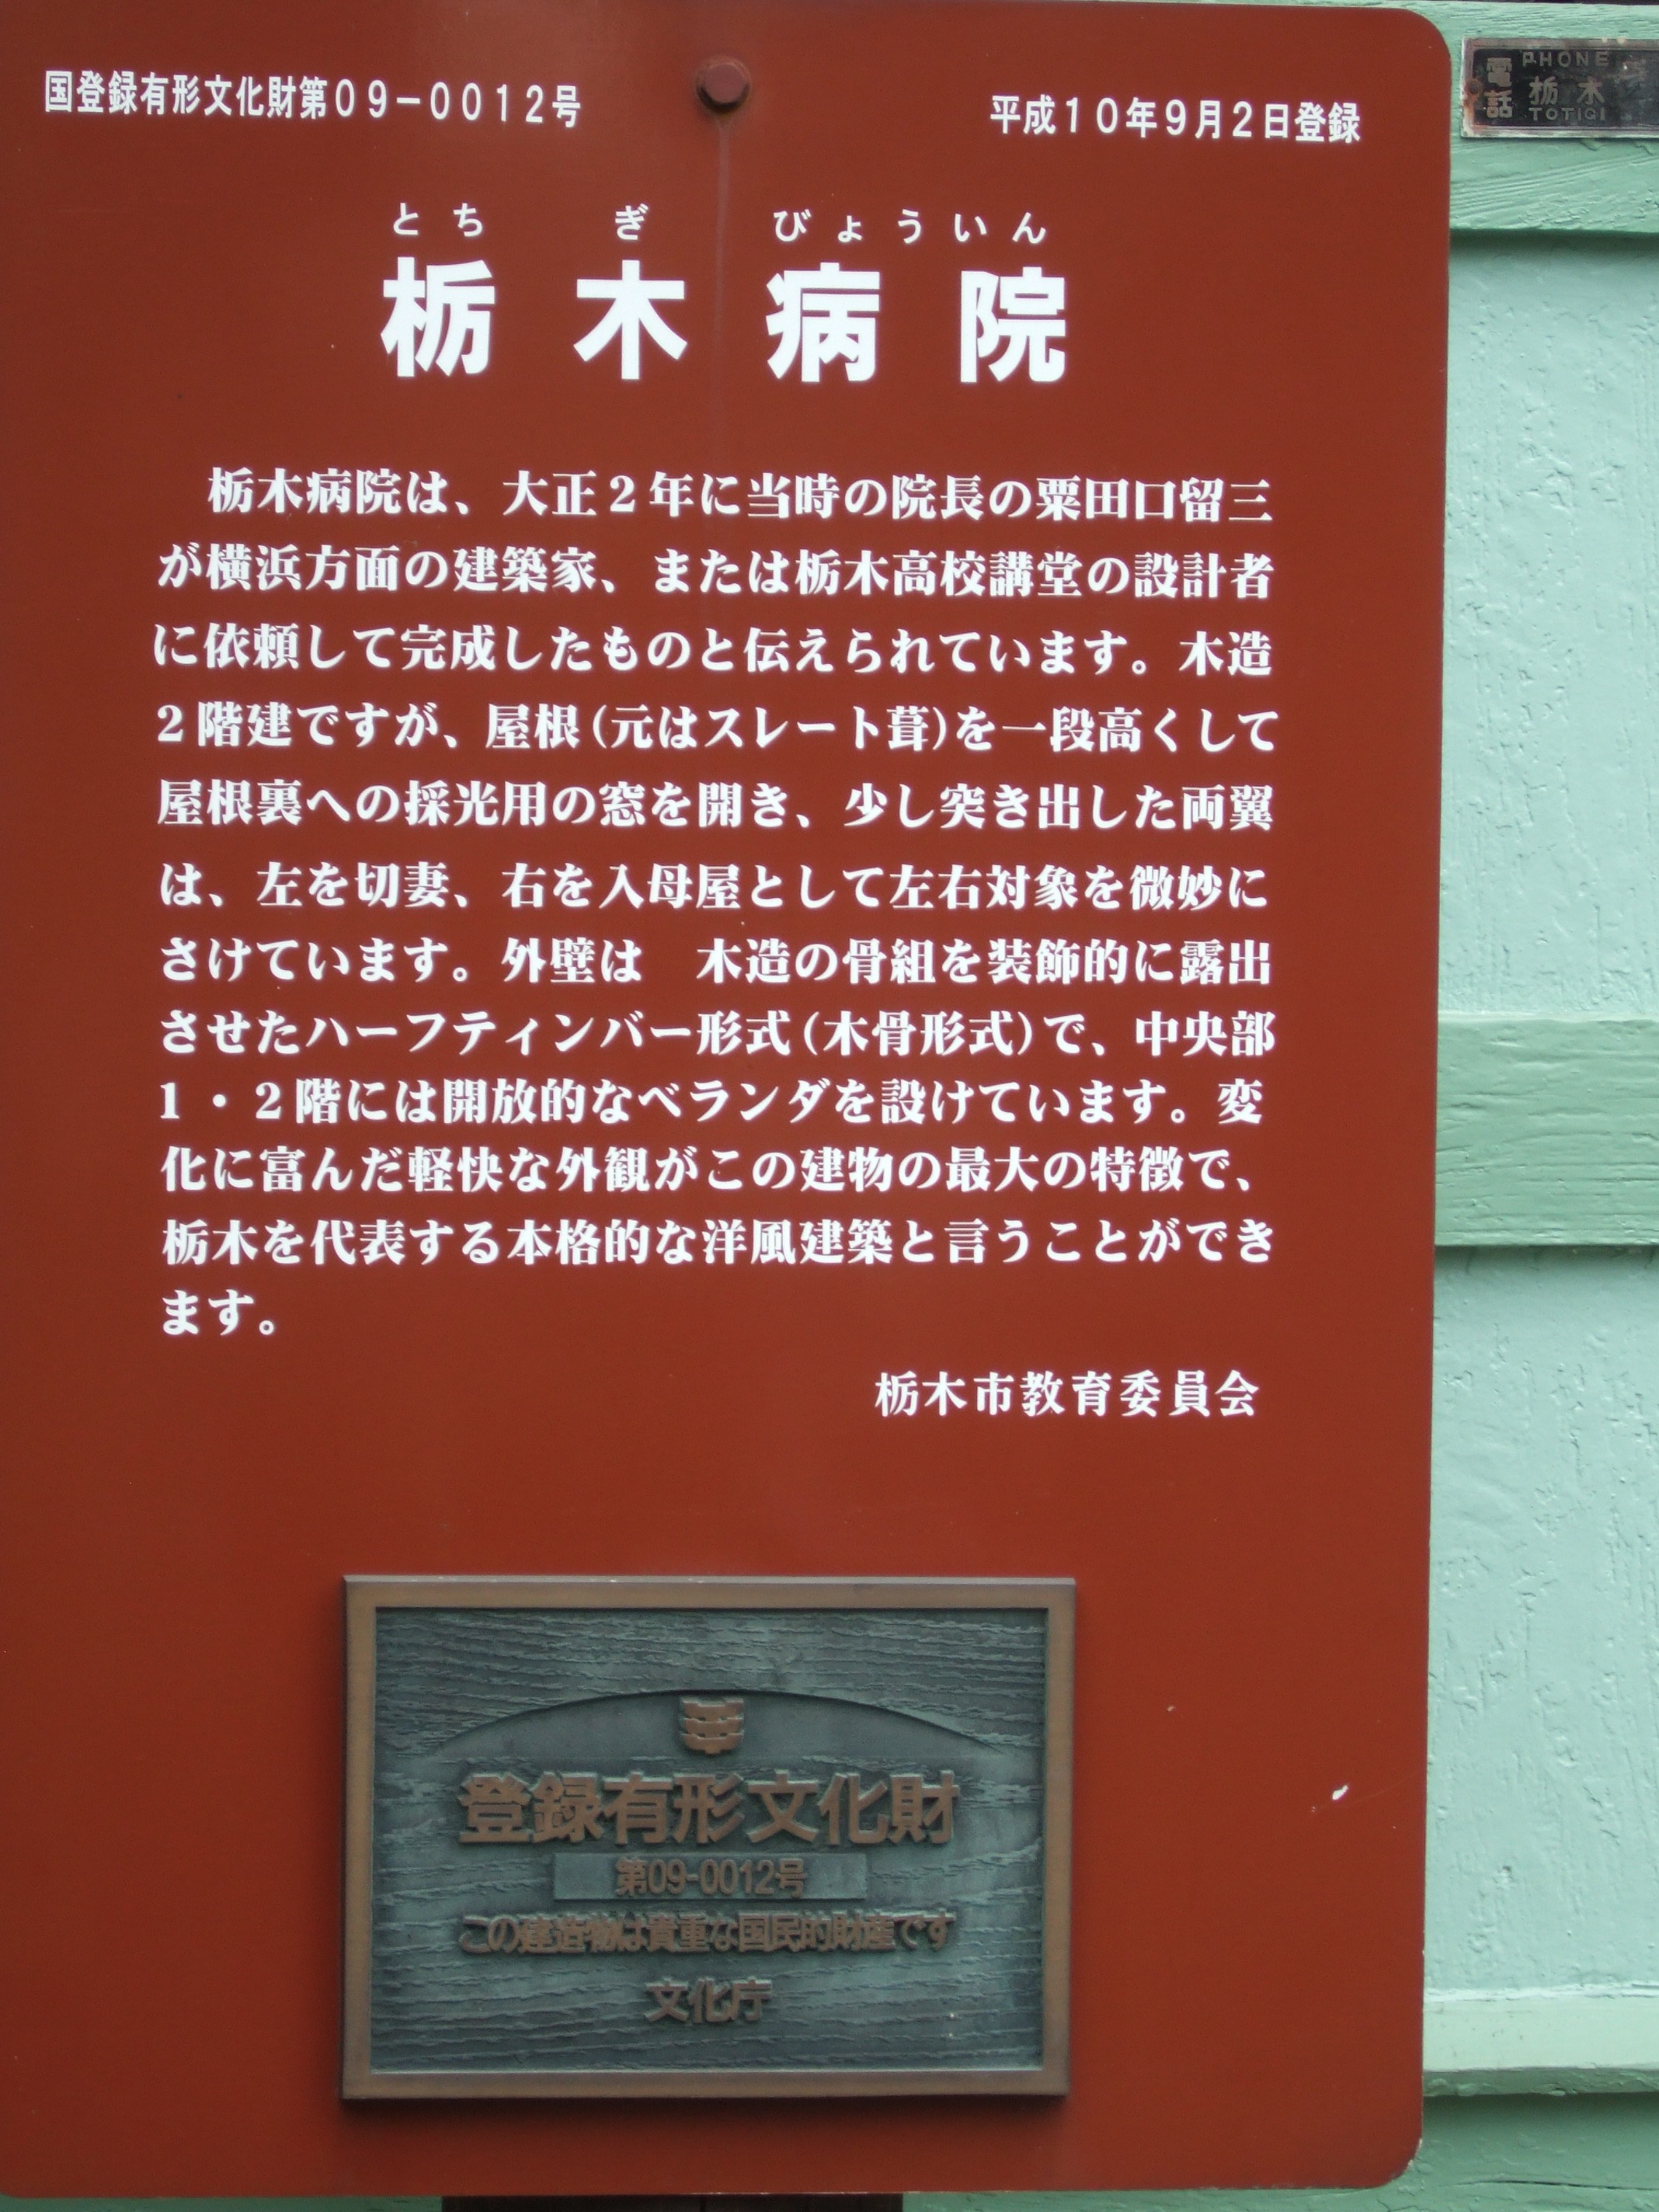 国登録有形文化財第０９－００１２号
平成１０年９月２日登録
とちぎびょういん
栃木病院
栃木病院は、大正２年に当時の院長の粟田口留三
が横浜方面の建築家、または栃木高校講堂の設計者
に依頼して完成したものと伝えられています。木造
２階建ですが、屋根（元はスレート葺）を一段高くして
屋根裏への採光用の窓を開き、少し突き出した両翼
は、左を切妻、右を入母屋として左右対象を微妙に
さけています。外壁は　木造の骨組を装飾的に露出
させたハーフティンバー形式（木骨形式）で、中央部
１・２階には開放的なベランダを設けています。変
化に富んだ軽快な外観がこの建物の最大の特徴で、
栃木を代表する本格的な洋風建築と言うことができ
ます。
栃木市教育委員会
登録有形文化財
第09-0012号
この建造物は貴重な国民的財産です
文化庁
電話
PHONE
栃木
TOTIGI